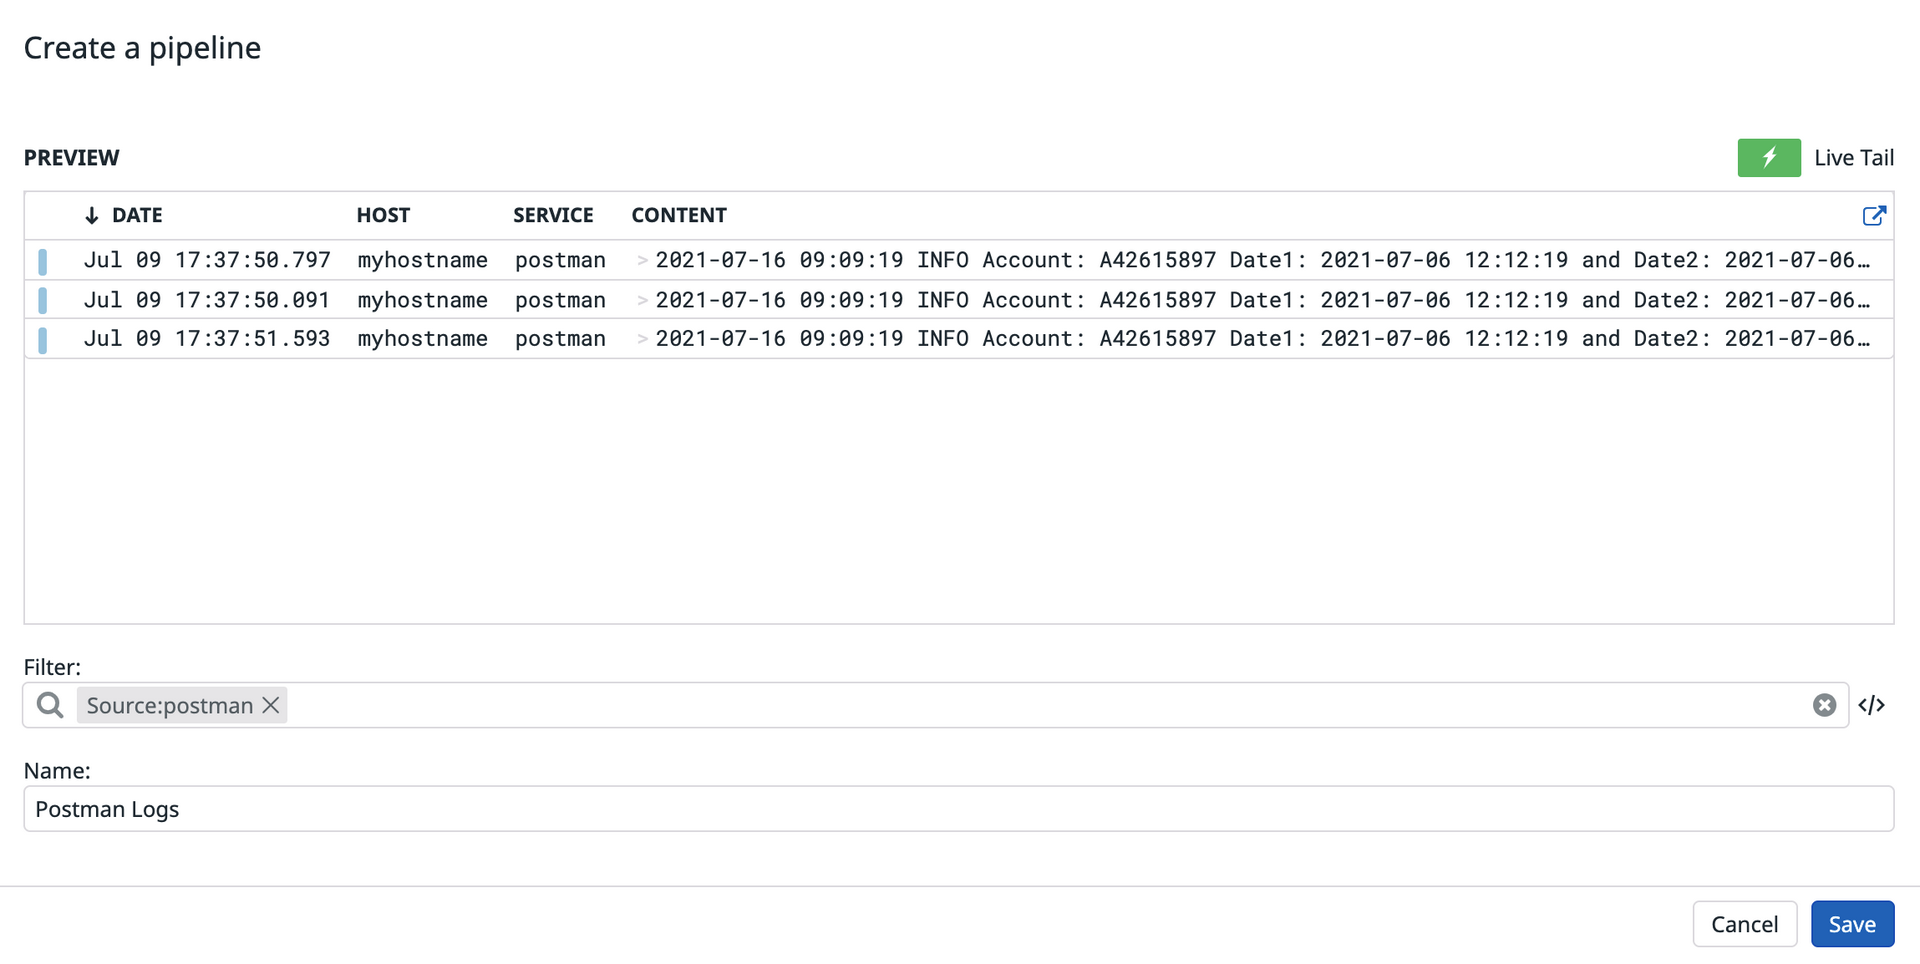 Create a pipeline
PREVIEW
Live Tail
↓ DATE HOST SERVICE CONTENT
Jul 09 17:37:50.797 myhostname postman > 2021-07-16 09:09:19 INFO Account: A42615897 Date1: 2021-07-06 12:12:19 and Date2: 2021-07-06…
Jul 09 17:37:50.091 myhostname postman > 2021-07-16 09:09:19 INFO Account: A42615897 Date1: 2021-07-06 12:12:19 and Date2: 2021-07-06…
Jul 09 17:37:51.593 myhostname postman > 2021-07-16 09:09:19 INFO Account: A42615897 Date1: 2021-07-06 12:12:19 and Date2: 2021-07-06…
Filter:
Source:postman
</>
Name:
Postman Logs
Cancel Save